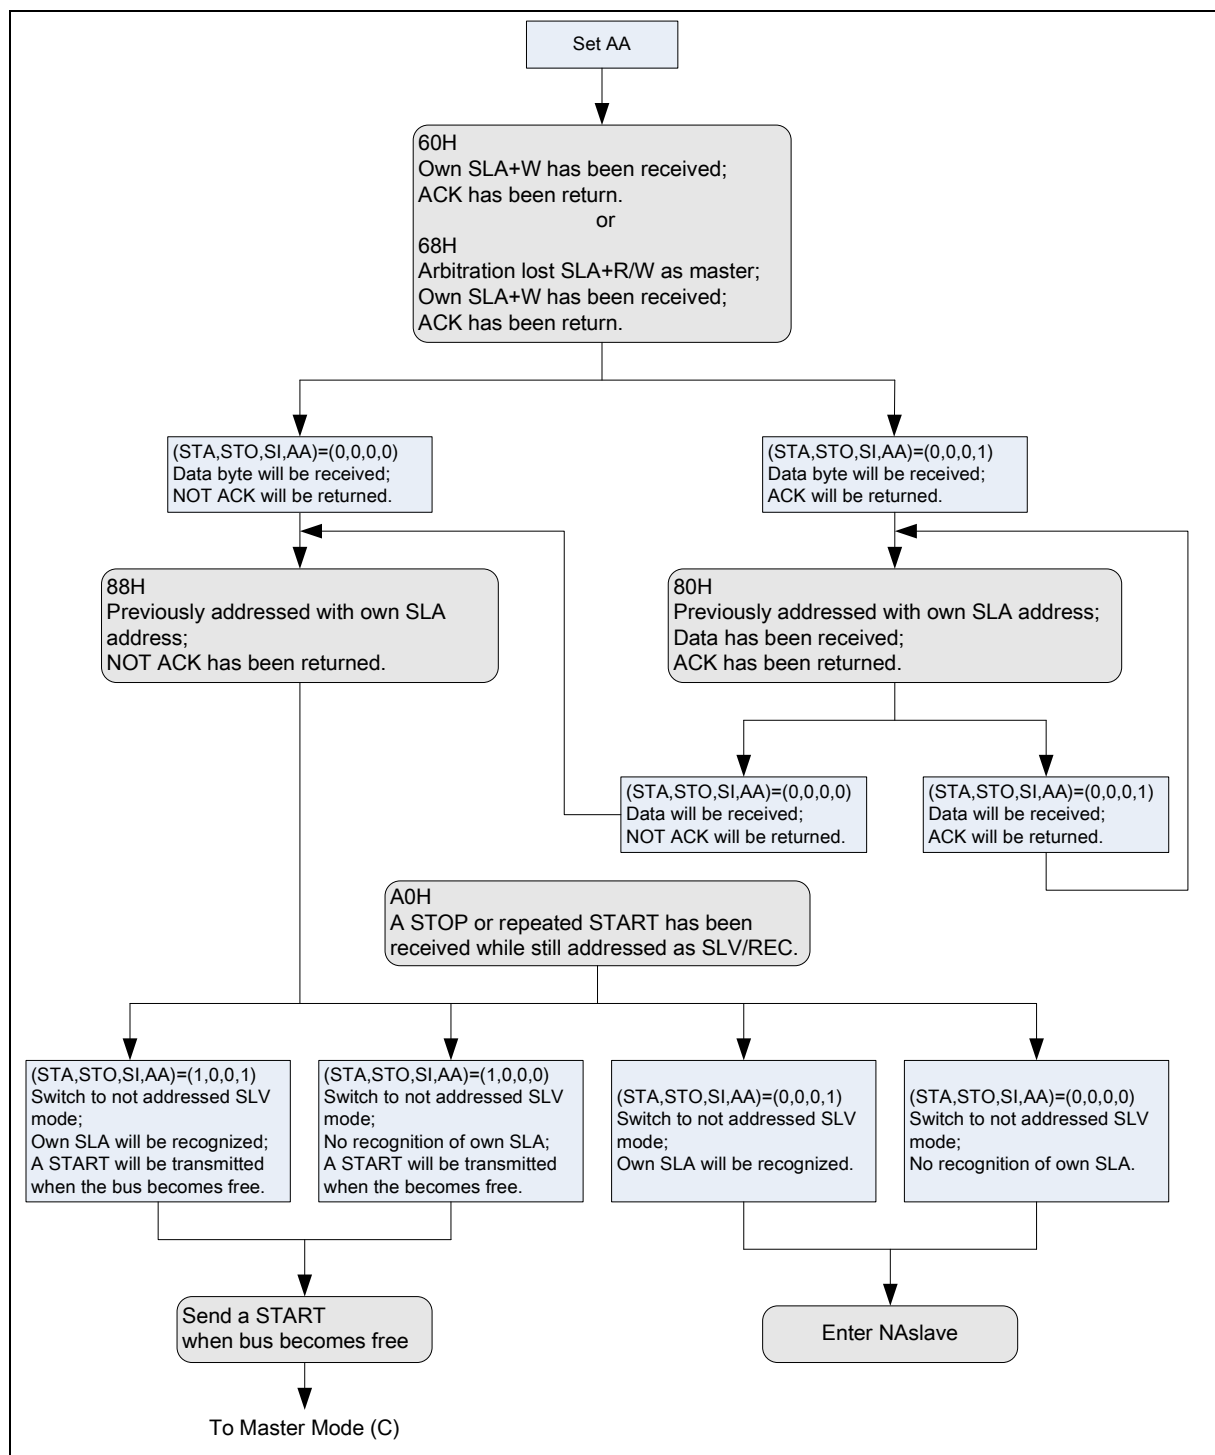 Set AA
60H
Own SLA+W has been received;
ACK has been return.
or
68H
Arbitration lost SLA+R/W as master;
Own SLA+W has been received;
ACK has been return.
(STA,STO,SI,AA)=(0,0,0,0)
Data byte will be received;
NOT ACK will be returned.
(STA,STO,SI,AA)=(0,0,0,1)
Data byte will be received;
ACK will be returned.
88H
Previously addressed with own SLA
address;
NOT ACK has been returned.
80H
Previously addressed with own SLA address;
Data has been received;
ACK has been returned.
(STA,STO,SI,AA)=(0,0,0,0)
Data will be received;
NOT ACK will be returned.
(STA,STO,SI,AA)=(0,0,0,1)
Data will be received;
ACK will be returned.
A0H
A STOP or repeated START has been
received while still addressed as SLV/REC.
(STA,STO,SI,AA)=(1,0,0,1)
Switch to not addressed SLV
mode;
Own SLA will be recognized;
A START will be transmitted
when the bus becomes free.
(STA,STO,SI,AA)=(1,0,0,0)
Switch to not addressed SLV
mode;
No recognition of own SLA;
A START will be transmitted
when the becomes free.
(STA,STO,SI,AA)=(0,0,0,1)
Switch to not addressed SLV
mode;
Own SLA will be recognized.
(STA,STO,SI,AA)=(0,0,0,0)
Switch to not addressed SLV
mode;
No recognition of own SLA.
Send a START
when bus becomes free
Enter NAslave
To Master Mode (C)